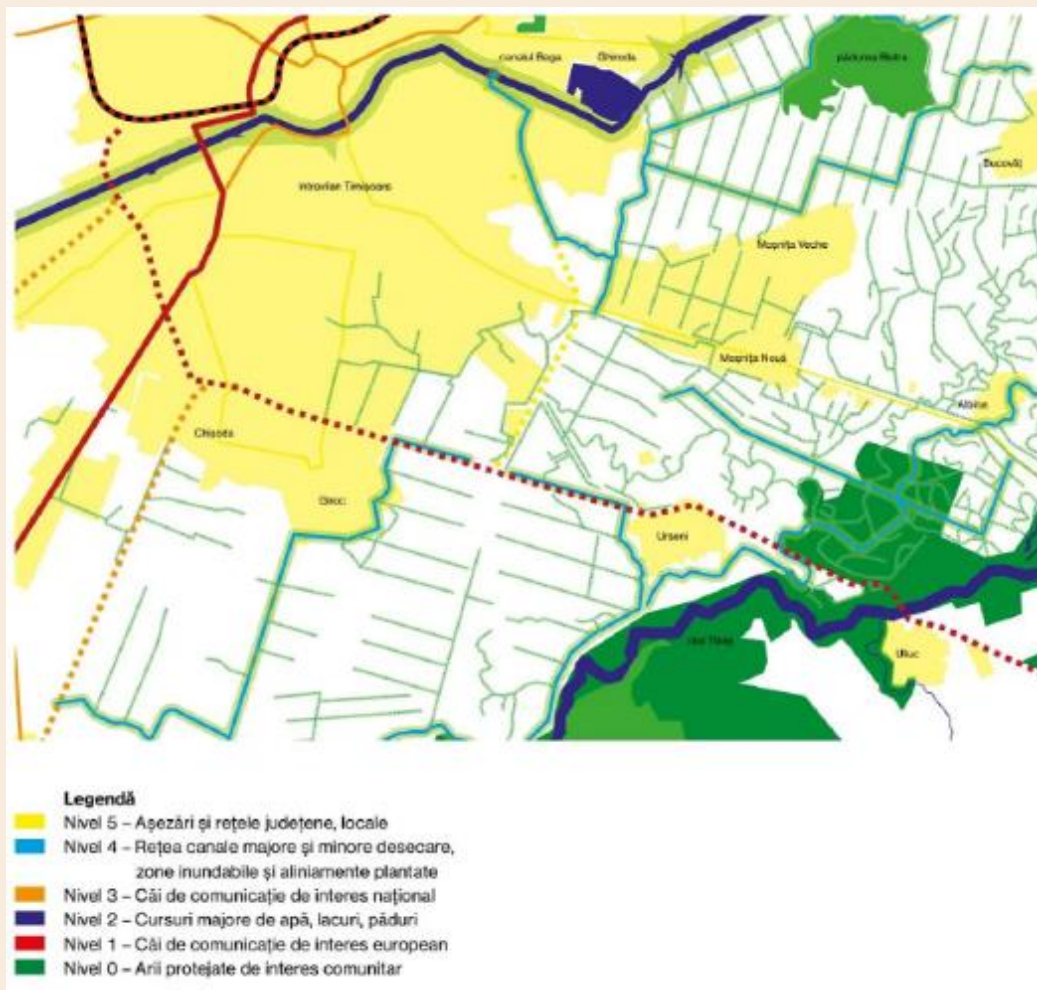 canalul Bega
Ghiroda
pădurea Bistra
Bucovăț
Intravilan Timișoara
Moșnița Veche
Moșnița Nouă
Albina
Chișoda
Giroc
Urseni
Uliuc
Legendă
Nivel 5 – Așezări și rețele județene, locale
Nivel 4 – Rețea canale majore și minore desecare,
zone inundabile și aliniamente plantate
Nivel 3 – Căi de comunicație de interes național
Nivel 2 – Cursuri majore de apă, lacuri, păduri
Nivel 1 – Căi de comunicație de interes european
Nivel 0 – Arii protejate de interes comunitar